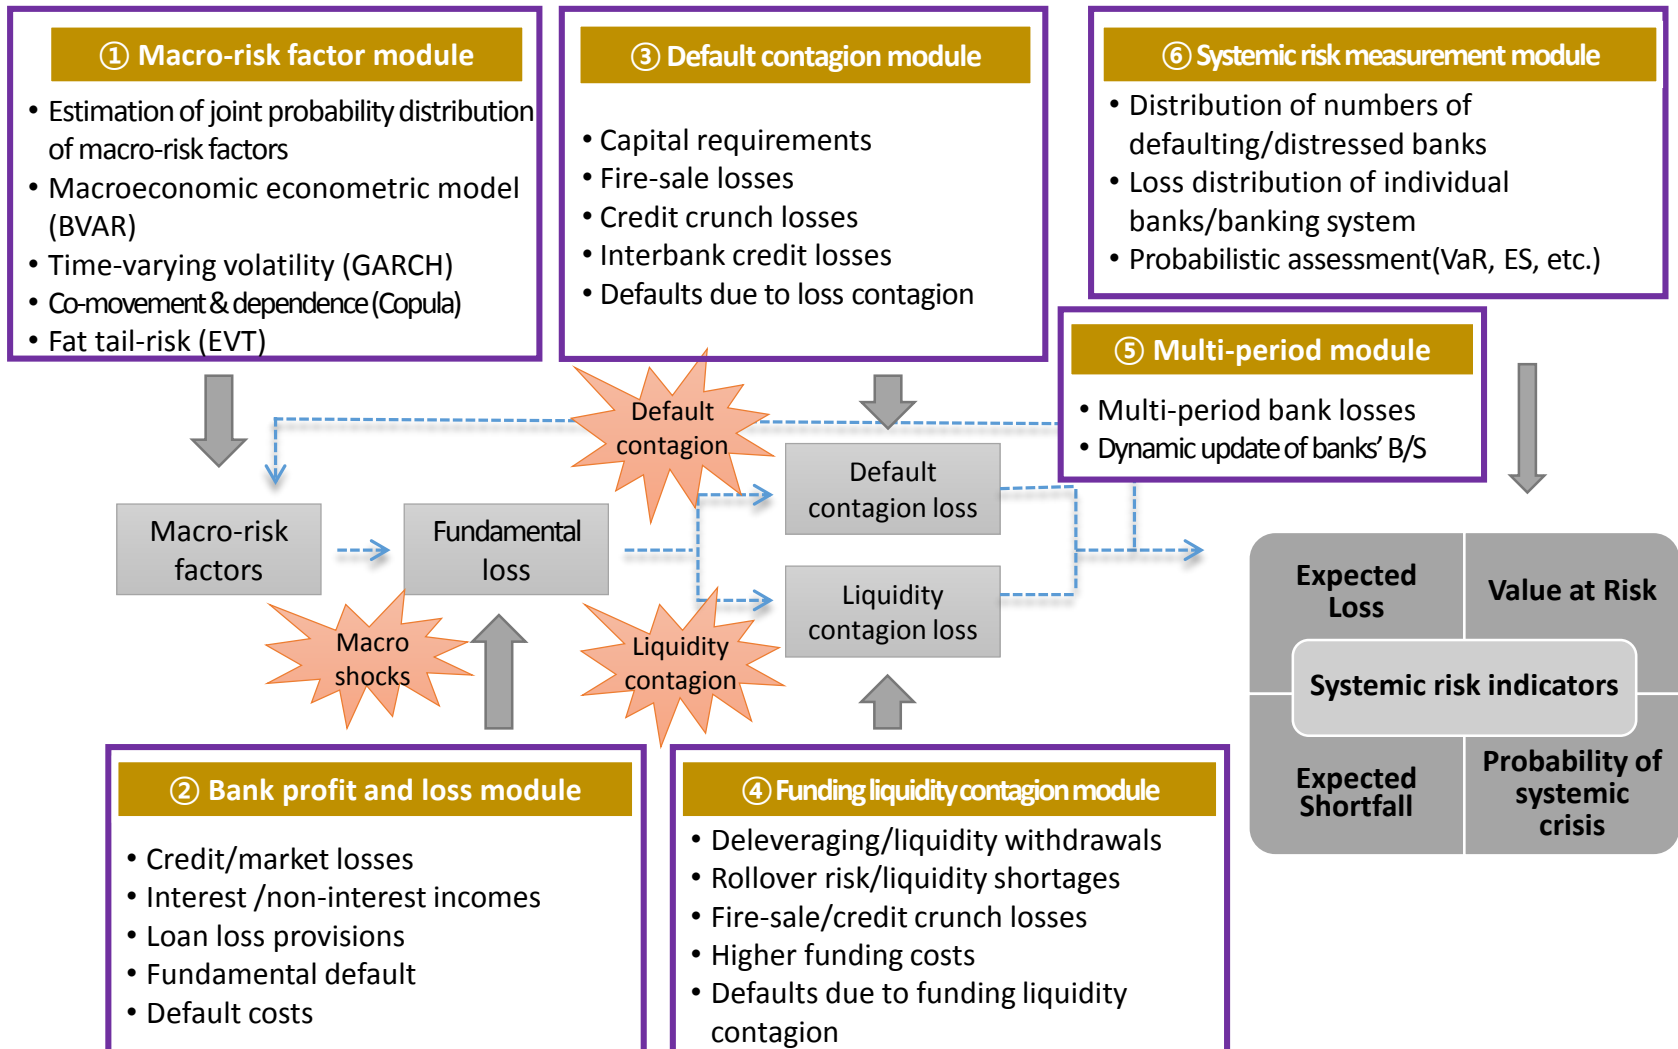 ① Macro-risk factor module
• Estimation of joint probability distribution
of macro-risk factors
• Macroeconomic econometric model
(BVAR)
• Time-varying volatility (GARCH)
• Co-movement & dependence (Copula)
• Fat tail-risk (EVT)
③ Default contagion module
• Capital requirements
• Fire-sale losses
• Credit crunch losses
• Interbank credit losses
• Defaults due to loss contagion
⑥ Systemic risk measurement module
• Distribution of numbers of
defaulting/distressed banks
• Loss distribution of individual
banks/banking system
• Probabilistic assessment(VaR, ES, etc.)
⑤ Multi-period module
• Multi-period bank losses
• Dynamic update of banks’ B/S
Default
contagion
Macro-risk
factors
Fundamental
loss
Default
contagion loss
Liquidity
contagion loss
Macro
shocks
Liquidity
contagion
Expected
Loss
Value at Risk
Systemic risk indicators
Expected
Shortfall
Probability of
systemic
crisis
② Bank profit and loss module
• Credit/market losses
• Interest /non-interest incomes
• Loan loss provisions
• Fundamental default
• Default costs
④ Funding liquidity contagion module
• Deleveraging/liquidity withdrawals
• Rollover risk/liquidity shortages
• Fire-sale/credit crunch losses
• Higher funding costs
• Defaults due to funding liquidity
contagion